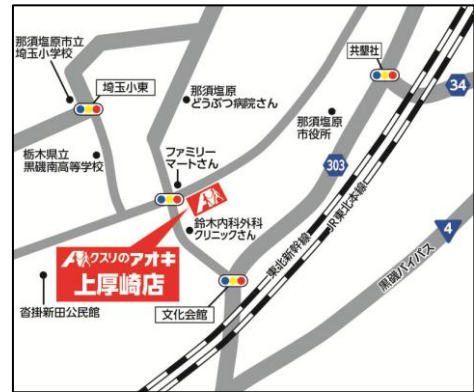 那須塩原市立
埼玉小学校
埼玉小東
那須塩原
どうぶつ病院さん
共墾社
34
那須塩原
市役所
303
栃木県立
黒磯南高等学校
ファミリー
マートさん
鈴木内科外科
クリニックさん
クスリのアオキ
上厚崎店
沓掛新田公民館
文化会館
東北新幹線
JR東北本線
4
黒磯バイパス